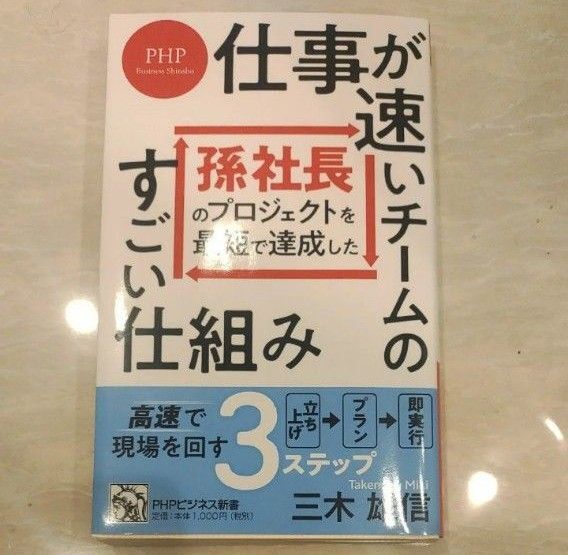 PHP
Business Shinsho
仕事が
速いチームの
すごい
仕組み
孫社長
のプロジェクトを
最短で達成した
高速で
現場を回す
3ステップ
立ち上げ→プラン→即実行
PHPビジネス新書
定価:本体1,000円(税別)
三木 雄信